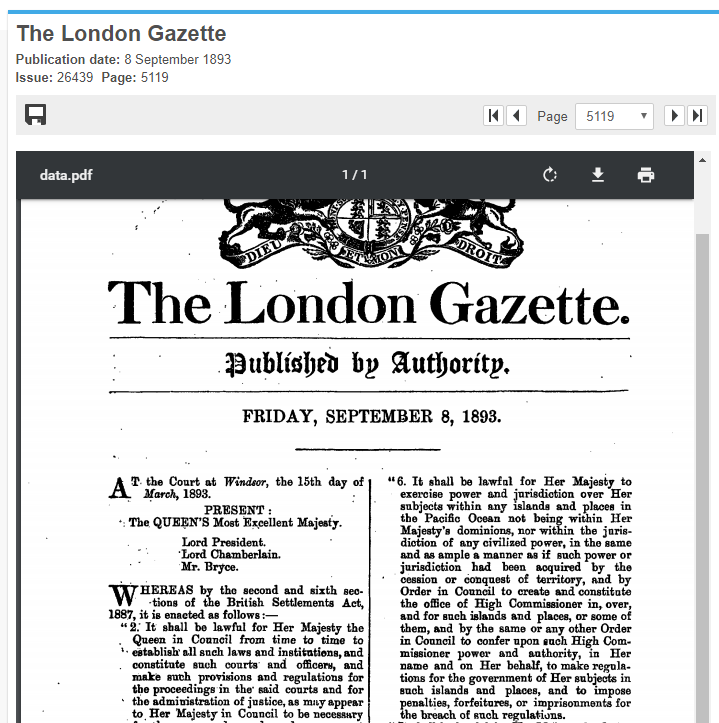 The London Gazette
Publication date: 8 September 1893
Issue: 26439 Page: 5119
Page 5119
data.pdf 1 / 1
DIEU ET MON DROIT
The London Gazette.
Published by Authority.
FRIDAY, SEPTEMBER 8, 1893.
AT the Court at Windsor, the 15th day of
March, 1893.
PRESENT :
The QUEEN'S Most Excellent Majesty.
Lord President.
Lord Chamberlain.
Mr. Bryce.
WHEREAS by the second and sixth sec-
tions of the British Settlements Act,
1887, it is enacted as follows:—
"2. It shall be lawful for Her Majesty the
Queen in Council from time to time to
establish all such laws and institutions, and
constitute such courts and officers, and
make such provisions and regulations for
the proceedings in the said courts and for
the administration of justice, as may appear
to Her Majesty in Council to be necessary
"6. It shall be lawful for Her Majesty to
exercise power and jurisdiction over Her
subjects within any islands and places in
the Pacific Ocean not being within Her
Majesty's dominions, nor within the juris-
diction of any civilized power, in the same
and as ample a manner as if such power or
jurisdiction had been acquired by the
cession or conquest of territory, and by
Order in Council to create and constitute
the office of High Commissioner in, over,
and for such islands and places, or some of
them, and by the same or any other Order
in Council to confer upon such High Com-
missioner power and authority, in Her
name and on Her behalf, to make regula-
tions for the government of Her subjects in
such islands and places, and to impose
penalties, forfeitures, or imprisonments for
the breach of such regulations.